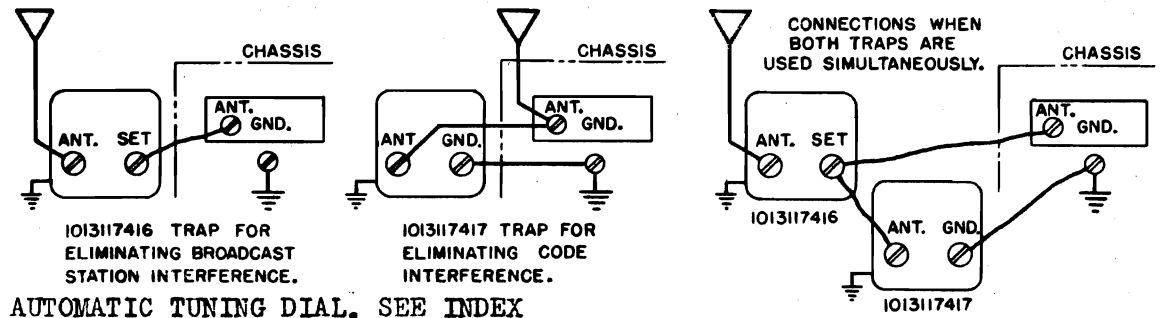 CHASSIS
ANT. GND.
ANT. SET
1013117416 TRAP FOR
ELIMINATING BROADCAST
STATION INTERFERENCE.
CHASSIS
ANT. GND.
ANT GND.
1013117417 TRAP FOR
ELIMINATING CODE
INTERFERENCE.
CONNECTIONS WHEN
BOTH TRAPS ARE
USED SIMULTANEOUSLY.
CHASSIS
ANT. GND.
ANT. SET
1013117416
ANT. GND.
1013117417
AUTOMATIC TUNING DIAL. SEE INDEX